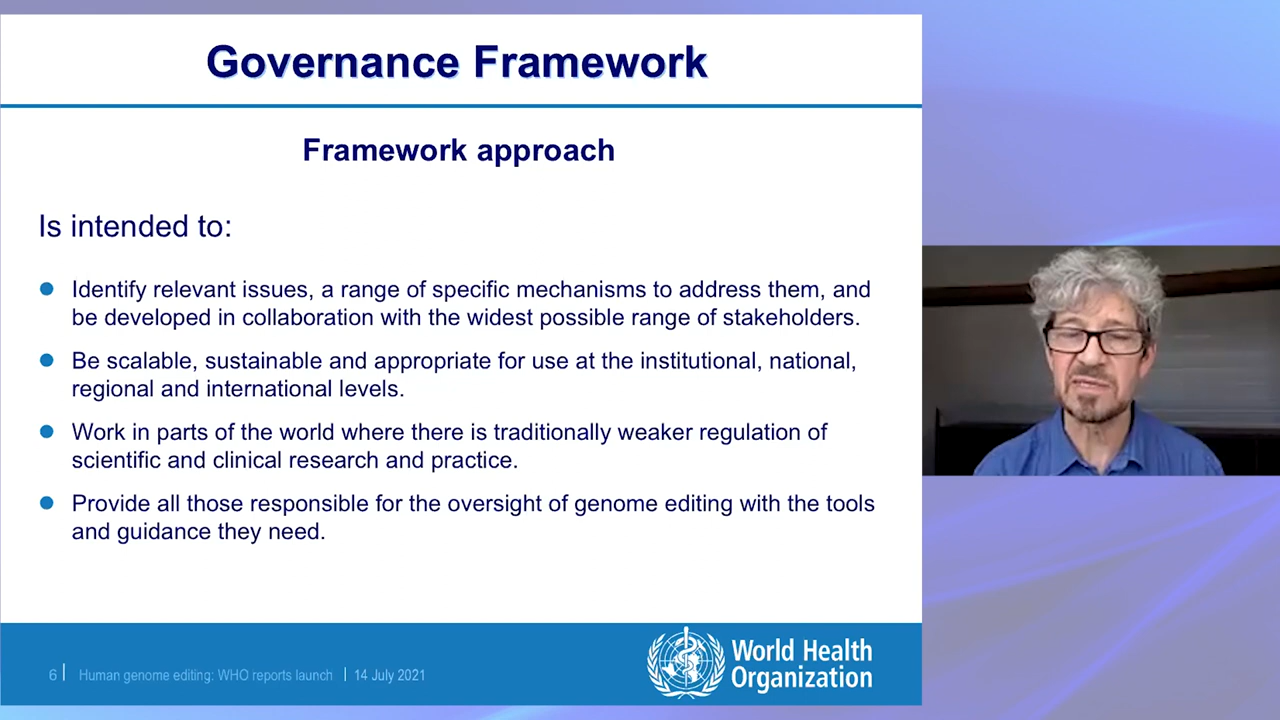 Governance Framework
Framework approach
Is intended to:
Identify relevant issues, a range of specific mechanisms to address them, and
be developed in collaboration with the widest possible range of stakeholders.
Be scalable, sustainable and appropriate for use at the institutional, national,
regional and international levels.
Work in parts of the world where there is traditionally weaker regulation of
scientific and clinical research and practice.
Provide all those responsible for the oversight of genome editing with the tools
and guidance they need.
6 | Human genome editing: WHO reports launch | 14 July 2021
World Health
Organization